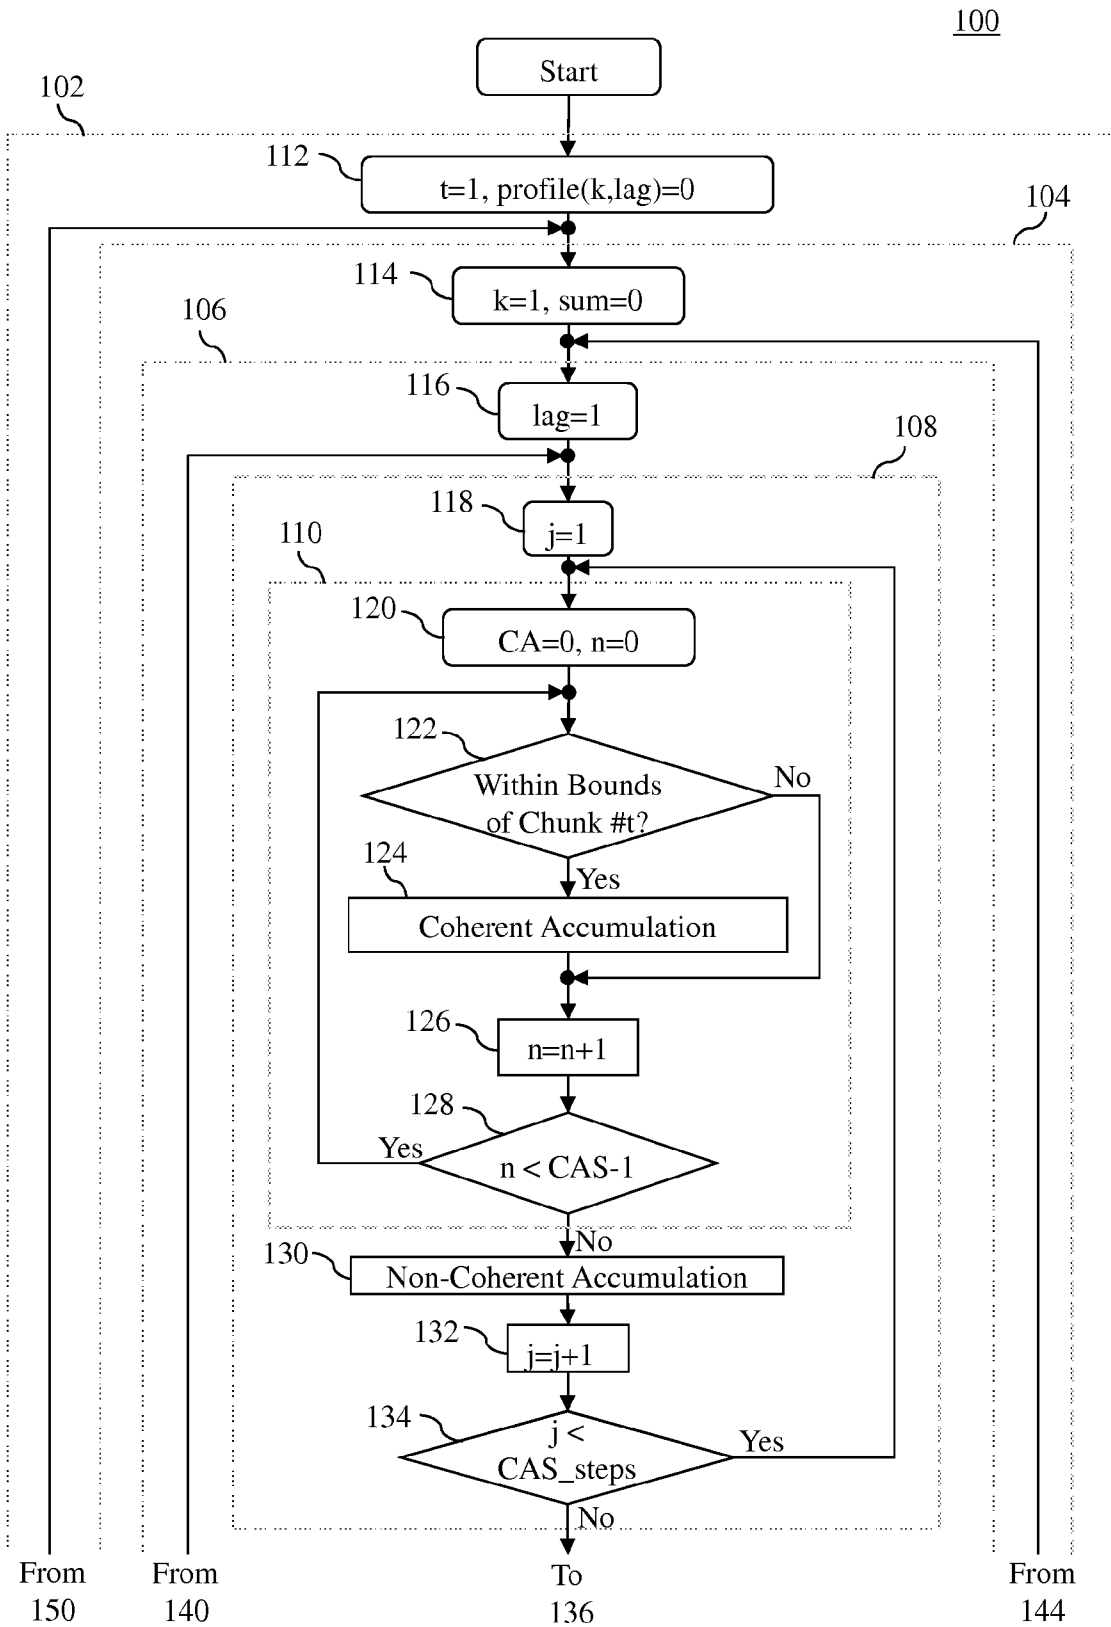 100
Start
102
112
t=1, profile(k,lag)=0
104
114
k=1, sum=0
106
116
lag=1
108
118
j=1
110
120
CA=0, n=0
122
Within Bounds
of Chunk #t?
No
124
Yes
Coherent Accumulation
126
n=n+1
128
Yes
n < CAS-1
No
130
Non-Coherent Accumulation
132
j=j+1
134
j <
CAS_steps
Yes
No
From
150
From
140
To
136
From
144